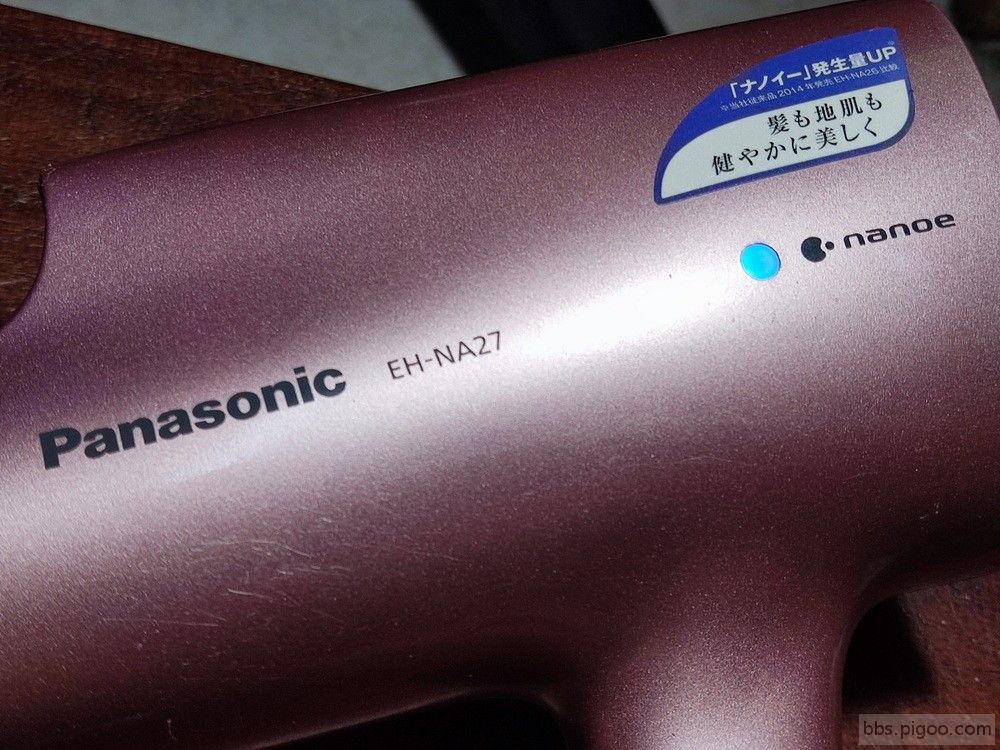 「ナノイー」発生量UP※
※当社従来品 2014年発売 EH-NA26 比較
髪も地肌も
健やかに美しく
nanoe
Panasonic EH-NA27
bbs.pigoo.com